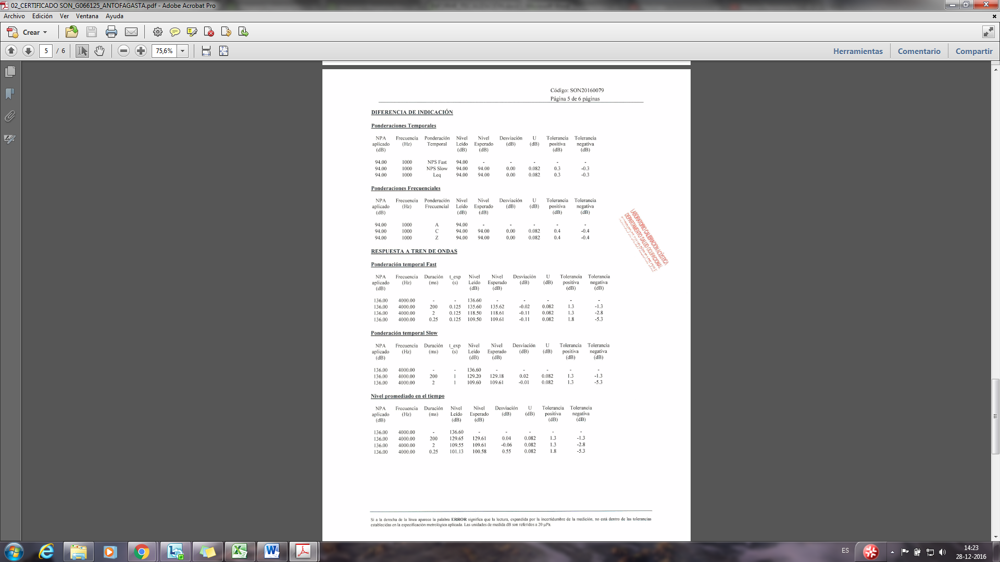 02_CERTIFICADO SON_G066125_ANTOFAGASTA.pdf - Adobe Acrobat Pro
Archivo Edición Ver Ventana Ayuda
Crear
5 / 6 75,6% Herramientas Comentario Compartir
Código: SON20160079
Página 5 de 6 páginas
DIFERENCIA DE INDICACIÓN
Ponderaciones Temporales
NPA Frecuencia Ponderación Nivel Nivel Desviación U Tolerancia Tolerancia
aplicado (Hz) Temporal Leído Esperado (dB) (dB) positiva negativa
(dB) (dB) (dB) (dB) (dB)
94.00 1000 NPS Fast 94.00 - - - - -
94.00 1000 NPS Slow 94.00 94.00 0.00 0.082 0.3 -0.3
94.00 1000 Leq 94.00 94.00 0.00 0.082 0.3 -0.3
Ponderaciones Frecuenciales
NPA Frecuencia Ponderación Nivel Nivel Desviación U Tolerancia Tolerancia
aplicado (Hz) Frecuencial Leído Esperado (dB) (dB) positiva negativa
(dB) (dB) (dB) (dB) (dB)
94.00 1000 A 94.00 - - - - -
94.00 1000 C 94.00 94.00 0.00 0.082 0.4 -0.4
94.00 1000 Z 94.00 94.00 0.00 0.082 0.4 -0.4
LABORATORIO CALIBRACION ACÚSTICA
DEPARTAMENTO SALUD OCUPACIONAL
RESPUESTA A TREN DE ONDAS
Ponderación temporal Fast
NPA Frecuencia Duración t_exp Nivel Nivel Desviación U Tolerancia Tolerancia
aplicado (Hz) (ms) (s) Leído Esperado (dB) (dB) positiva negativa
(dB) (dB) (dB) (dB) (dB)
136.00 4000.00 - - 136.60 - - - - -
136.00 4000.00 200 0.125 135.60 135.62 -0.02 0.082 1.3 -1.3
136.00 4000.00 2 0.125 118.50 118.61 -0.11 0.082 1.3 -2.8
136.00 4000.00 0.25 0.125 109.50 109.61 -0.11 0.082 1.8 -5.3
Ponderación temporal Slow
NPA Frecuencia Duración t_exp Nivel Nivel Desviación U Tolerancia Tolerancia
aplicado (Hz) (ms) (s) Leído Esperado (dB) (dB) positiva negativa
(dB) (dB) (dB) (dB) (dB)
136.00 4000.00 - - 136.60 - - - - -
136.00 4000.00 200 1 129.20 129.18 0.02 0.082 1.3 -1.3
136.00 4000.00 2 1 109.60 109.61 -0.01 0.082 1.3 -5.3
Nivel promediado en el tiempo
NPA Frecuencia Duración Nivel Nivel Desviación U Tolerancia Tolerancia
aplicado (Hz) (ms) Leído Esperado (dB) (dB) positiva negativa
(dB) (dB) (dB) (dB) (dB)
136.00 4000.00 - 136.60 - - - - -
136.00 4000.00 200 129.65 129.61 0.04 0.082 1.3 -1.3
136.00 4000.00 2 109.55 109.61 -0.06 0.082 1.3 -2.8
136.00 4000.00 0.25 101.13 100.58 0.55 0.082 1.8 -5.3
Si a la derecha de la línea aparece la palabra ERROR significa que la lectura, expandida por la incertidumbre de la medición, no está dentro de las tolerancias
establecidas en la especificación metrológica aplicada. Las unidades de medida dB son referidos a 20 µPa.
ES
14:23
28-12-2016